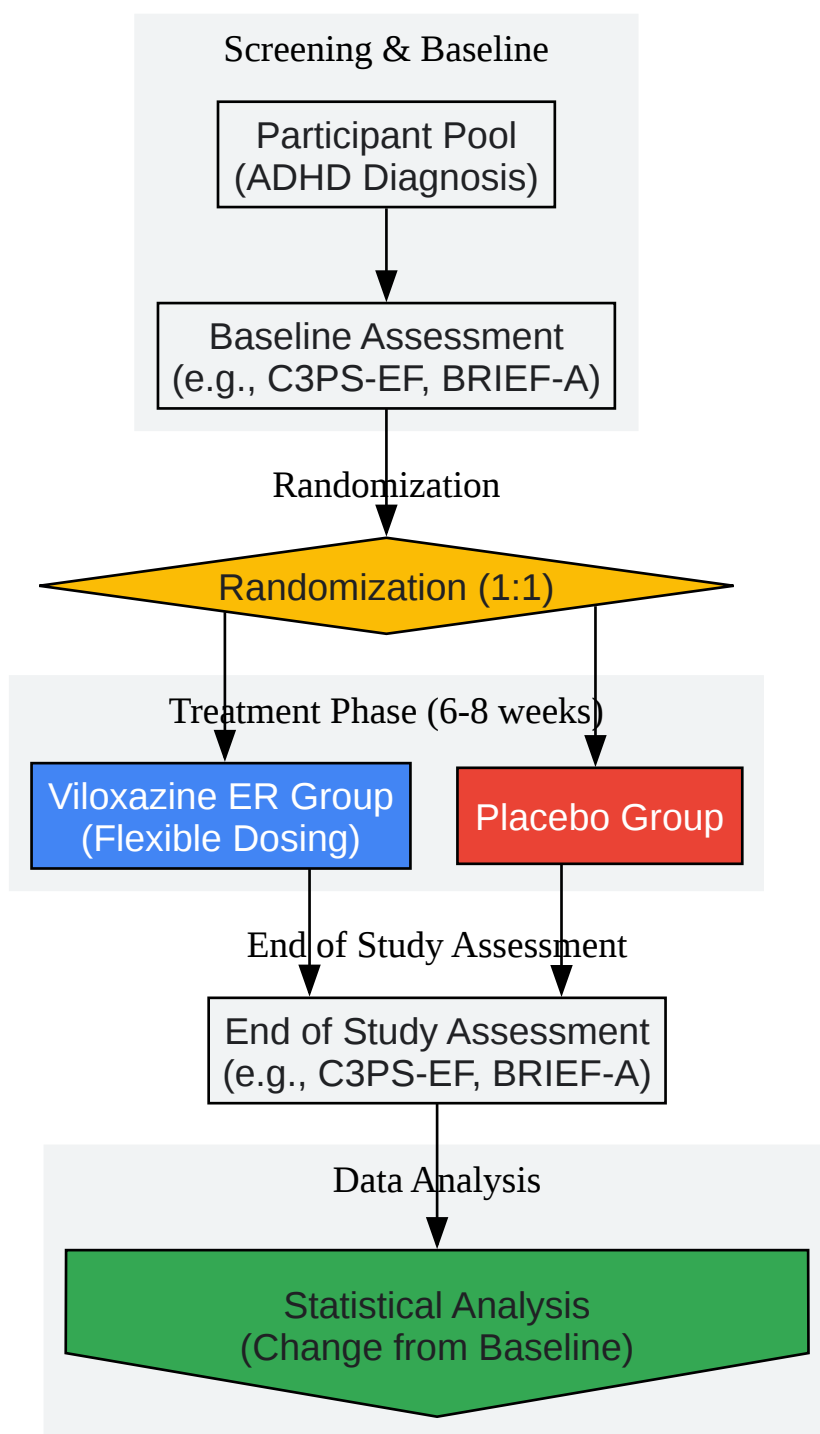 Screening & Baseline
Participant Pool
(ADHD Diagnosis)
Baseline Assessment
(e.g., C3PS-EF, BRIEF-A)
Randomization
Randomization (1:1)
Treatment Phase (6-8 weeks)
Viloxazine ER Group
(Flexible Dosing)
Placebo Group
End of Study Assessment
End of Study Assessment
(e.g., C3PS-EF, BRIEF-A)
Data Analysis
Statistical Analysis
(Change from Baseline)